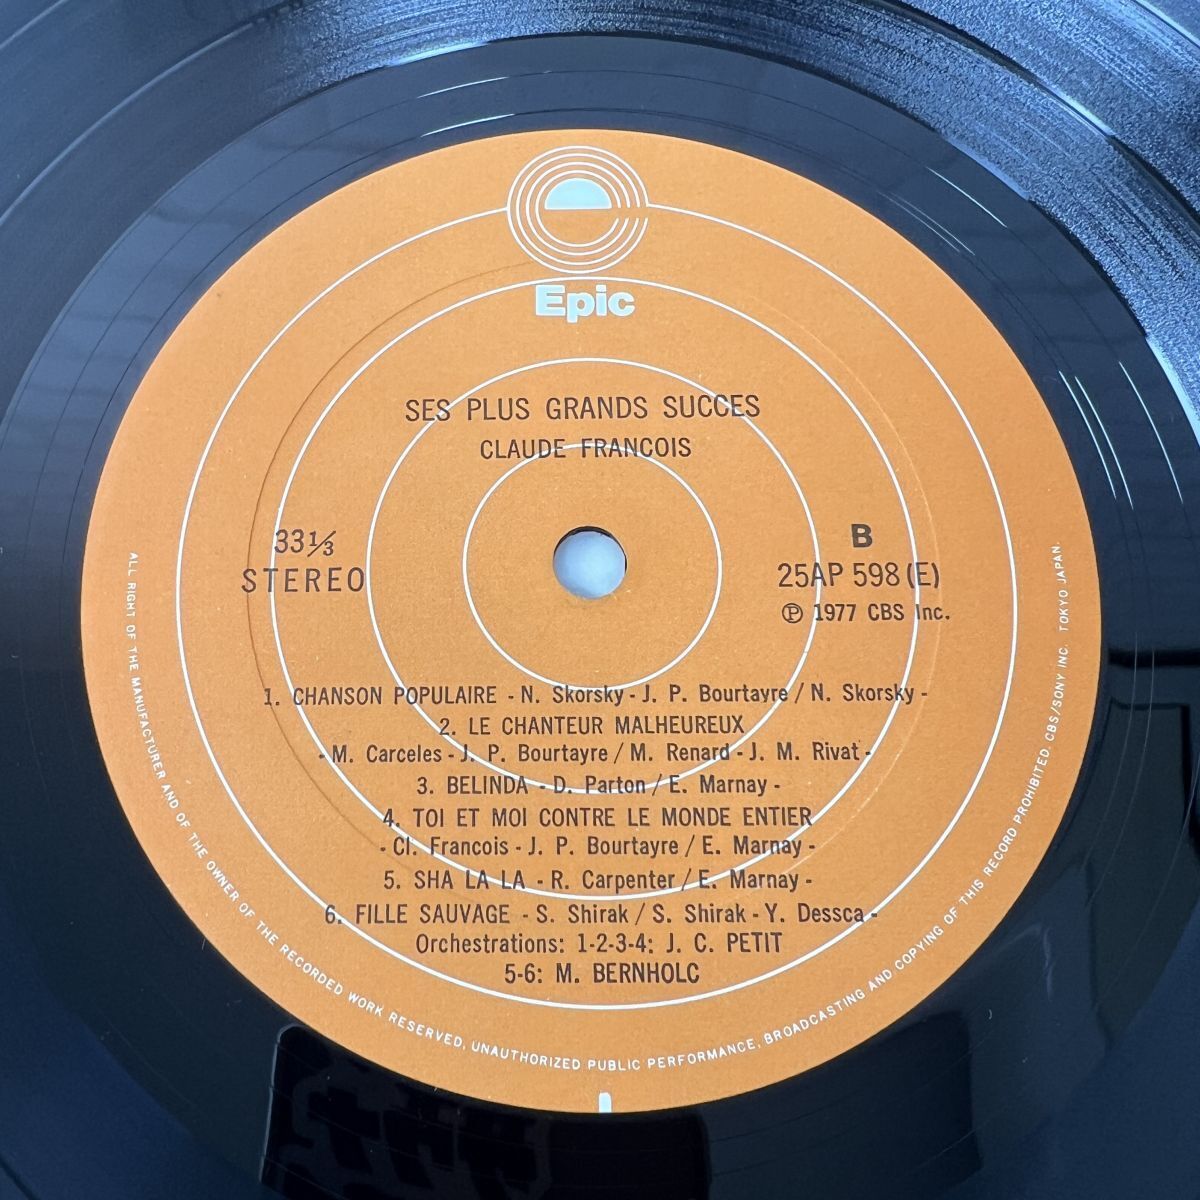 Epic
SES PLUS GRANDS SUCCES
CLAUDE FRANCOIS
33⅓
STEREO
B
25AP 598 (E)
℗ 1977 CBS Inc.
1. CHANSON POPULAIRE - N. Skorsky - J. P. Bourtayre / N. Skorsky -
2. LE CHANTEUR MALHEUREUX
- M. Carceles - J. P. Bourtayre / M. Renard - J. M. Rivat -
3. BELINDA - D. Parton / E. Marnay -
4. TOI ET MOI CONTRE LE MONDE ENTIER
- Cl. Francois - J. P. Bourtayre / E. Marnay -
5. SHA LA LA - R. Carpenter / E. Marnay -
6. FILLE SAUVAGE - S. Shirak / S. Shirak - Y. Dessca -
Orchestrations: 1-2-3-4: J. C. PETIT
5-6: M. BERNHOLC
ALL RIGHT OF THE MANUFACTURER AND OF THE OWNER OF THE RECORDED WORK RESERVED, UNAUTHORIZED PUBLIC PERFORMANCE, BROADCASTING AND COPYING OF THIS RECORD PROHIBITED. CBS/SONY INC. TOKYO JAPAN.